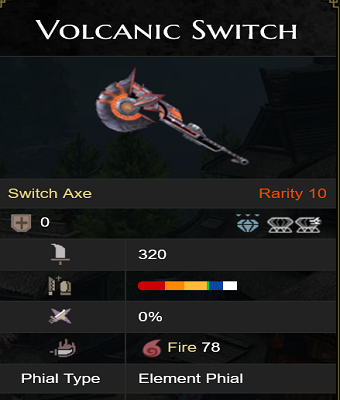 VOLCANIC SWITCH
Switch Axe Rarity 10
0
320
0%
Fire 78
Phial Type Element Phial